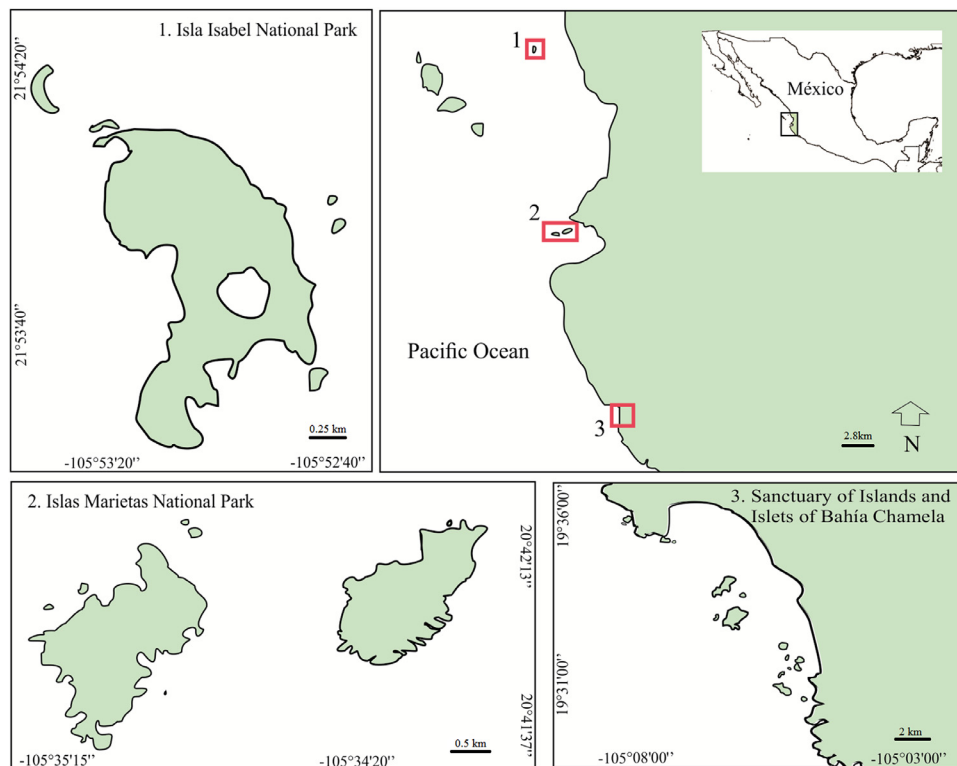 1. Isla Isabel National Park
21°54'20"
21°53'40"
0.25 km
-105°53'20"
-105°52'40"
1
2
3
México
Pacific Ocean
2.8km
N
2. Islas Marietas National Park
20°42'13"
20°41'37"
0.5 km
-105°35'15"
-105°34'20"
3. Sanctuary of Islands and
Islets of Bahía Chamela
19°36'00"
19°31'00"
2 km
-105°08'00"
-105°03'00"